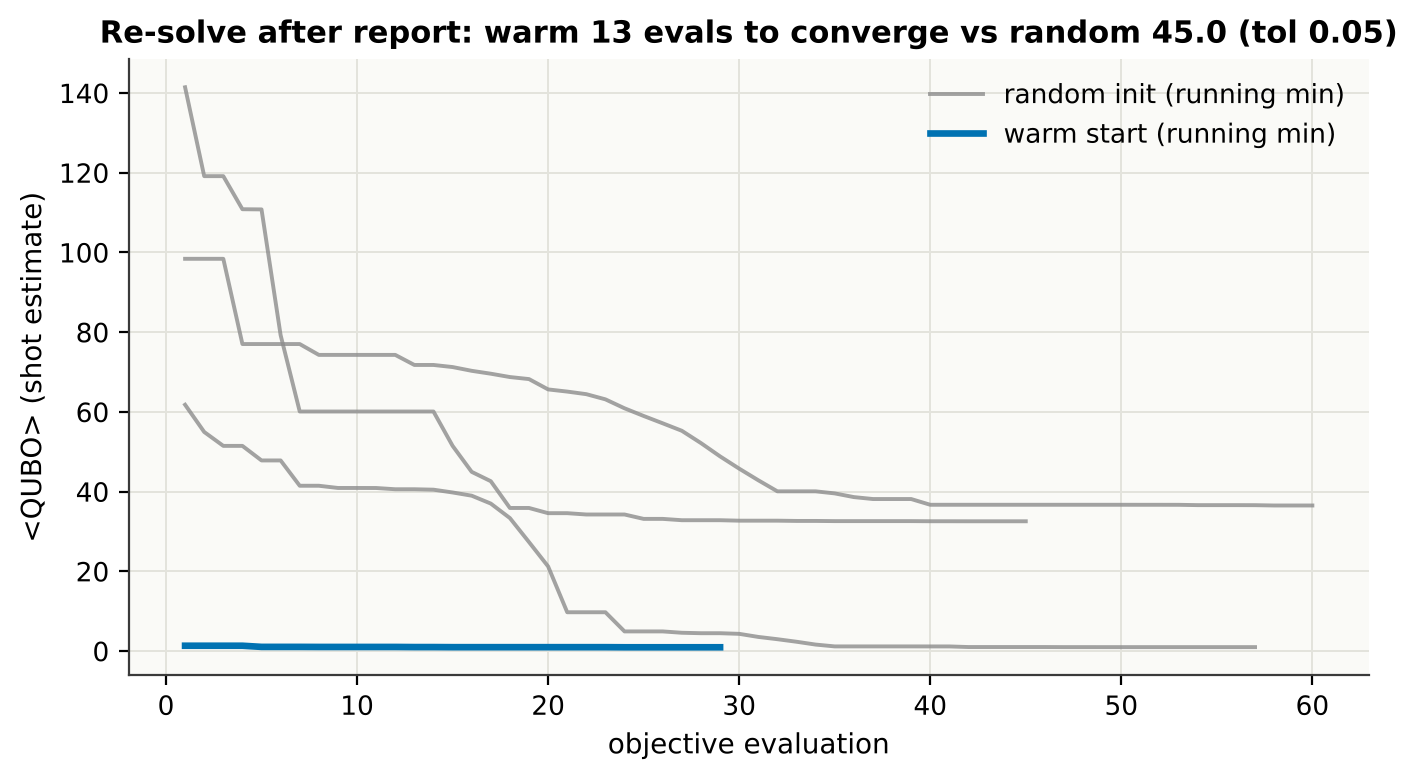 Re-solve after report: warm 13 evals to converge vs random 45.0 (tol 0.05)
random init (running min)
warm start (running min)
<QUBO> (shot estimate)
140
120
100
80
60
40
20
0
0 10 20 30 40 50 60
objective evaluation